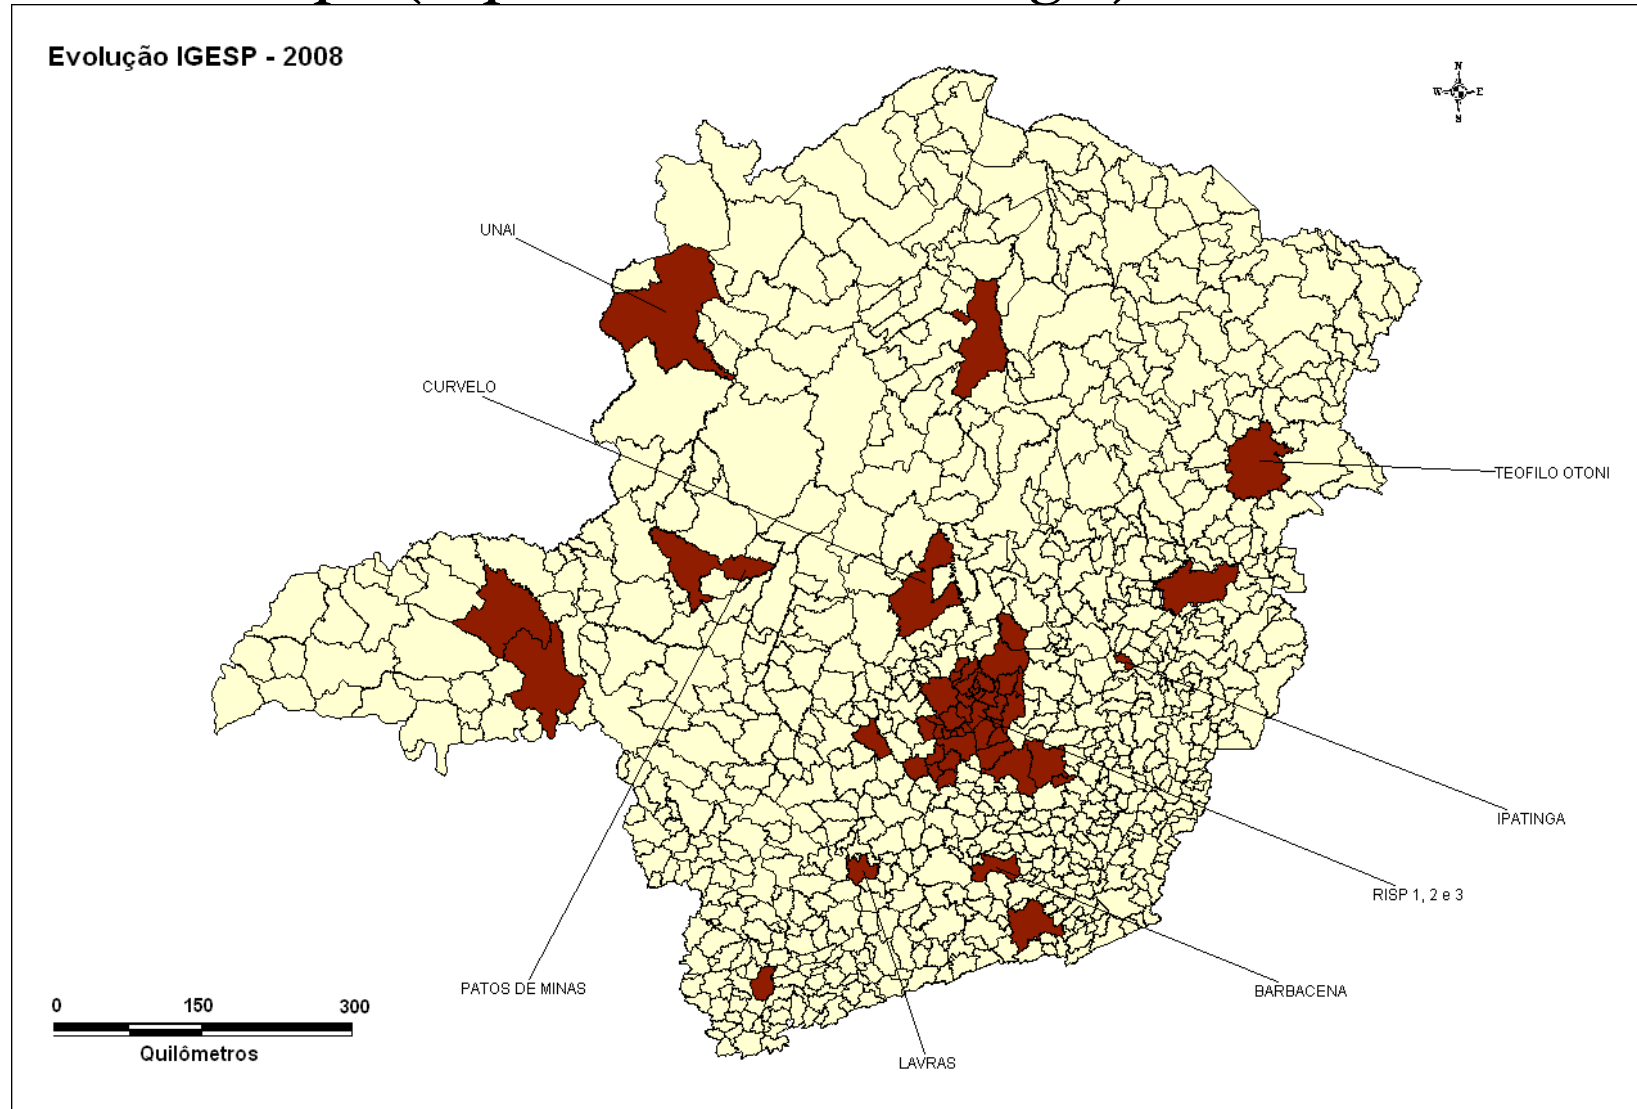 Evolução IGESP - 2008
N
W E
S
UNAI
CURVELO
TEOFILO OTONI
IPATINGA
RISP 1, 2 e 3
PATOS DE MINAS
BARBACENA
LAVRAS
0 150 300
Quilômetros